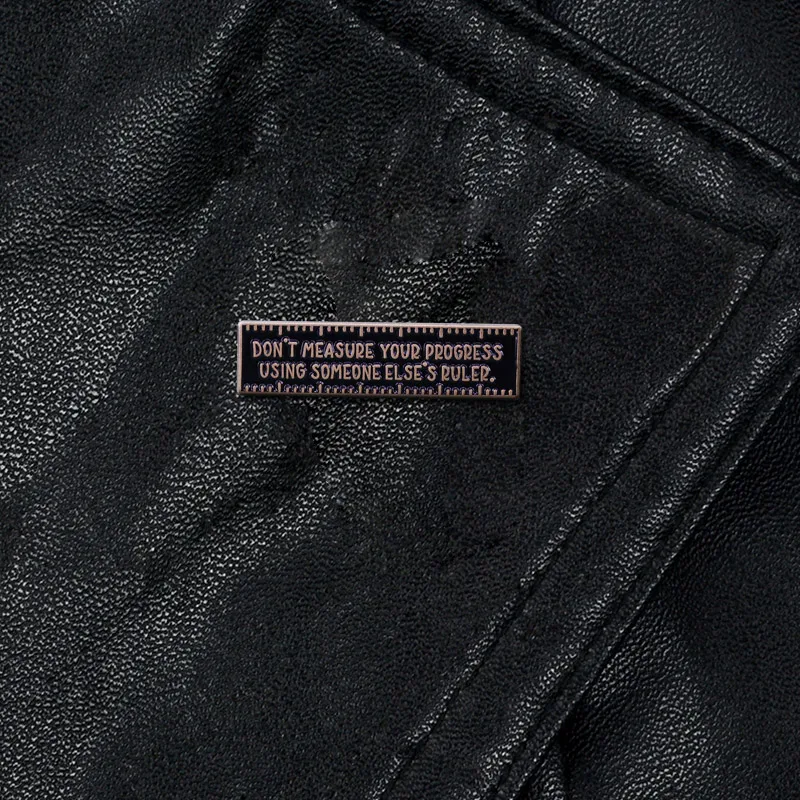 DON'T MEASURE YOUR PROGRESS
USING SOMEONE ELSE'S RULER.